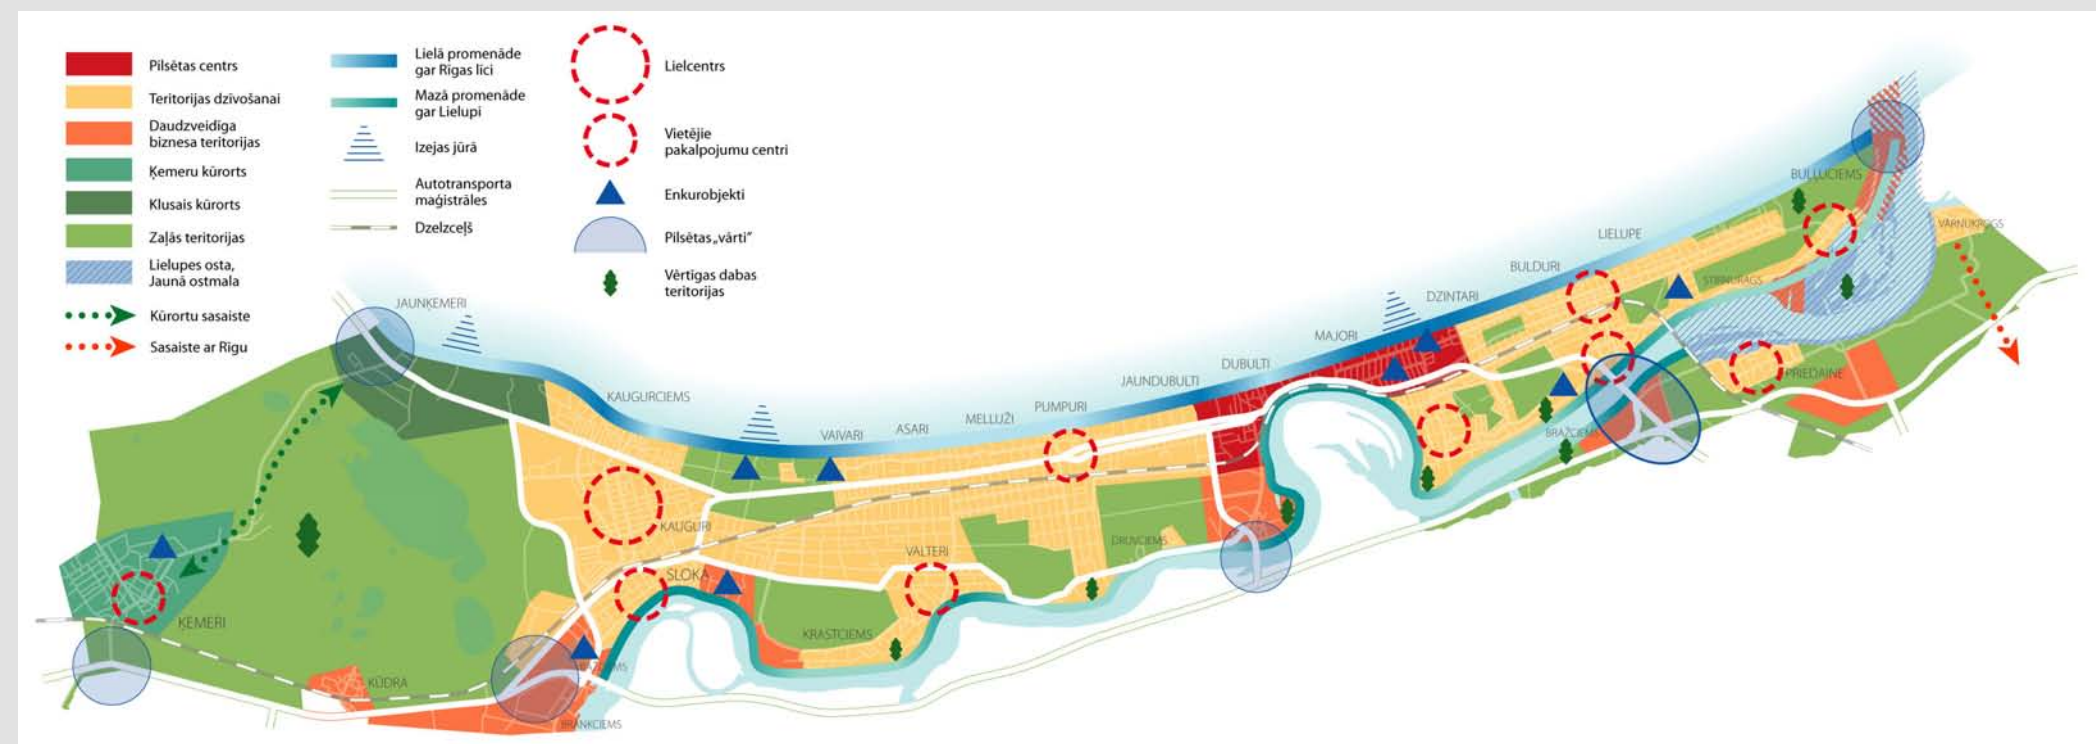 Pilsētas centrs
Teritorijas dzīvošanai
Daudzveidīga
biznesa teritorijas
Ķemeru kūrorts
Klusais kūrorts
Zaļās teritorijas
Lielupes osta,
Jaunā ostmala
Kūrortu sasaiste
Sasaiste ar Rīgu
Lielā promenāde
gar Rīgas līci
Mazā promenāde
gar Lielupi
Izejas jūrā
Autotransporta
maģistrāles
Dzelzceļš
Lielcentrs
Vietējie
pakalpojumu centri
Enkurobjekti
Pilsētas „vārti”
Vērtīgas dabas
teritorijas
BUĻĻUCIEMS
VĀRNUKROGS
LIELUPE
BULDURI
STIRNURAGS
DZINTARI
MAJORI
DUBULTI
JAUNDUBULTI
PUMPURI
MELLUŽI
ASARI
VAIVARI
KAUGURCIEMS
JAUNĶEMERI
PRIEDAINE
BRAŽCIEMS
KAUGURI
DRUVCIEMS
VALTERI
SLOKA
KRASTCIEMS
ĶEMERI
KŪDRA
BRANKCIEMS